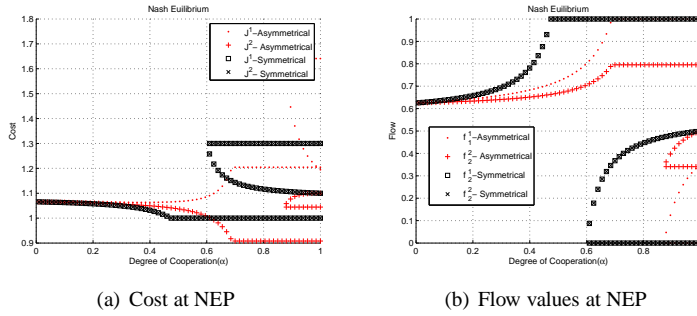 Nash Euilibrium
1.8
1.7
1.6
1.5
1.4
1.3
1.2
1.1
1
0.9
Cost
J1-Asymmetrical
J2- Asymmetrical
J1-Symmetrical
J2- Symmetrical
0
0.2
0.4
0.6
0.8
1
Degree of Cooperation(α)
(a) Cost at NEP
Nash Euilibrium
1
0.9
0.8
0.7
0.6
0.5
0.4
0.3
0.2
0.1
0
Flow
f11-Asymmetrical
f12- Asymmetrical
f21-Symmetrical
f22- Symmetrical
0
0.2
0.4
0.6
0.8
Degree of Cooperation(α)
(b) Flow values at NEP